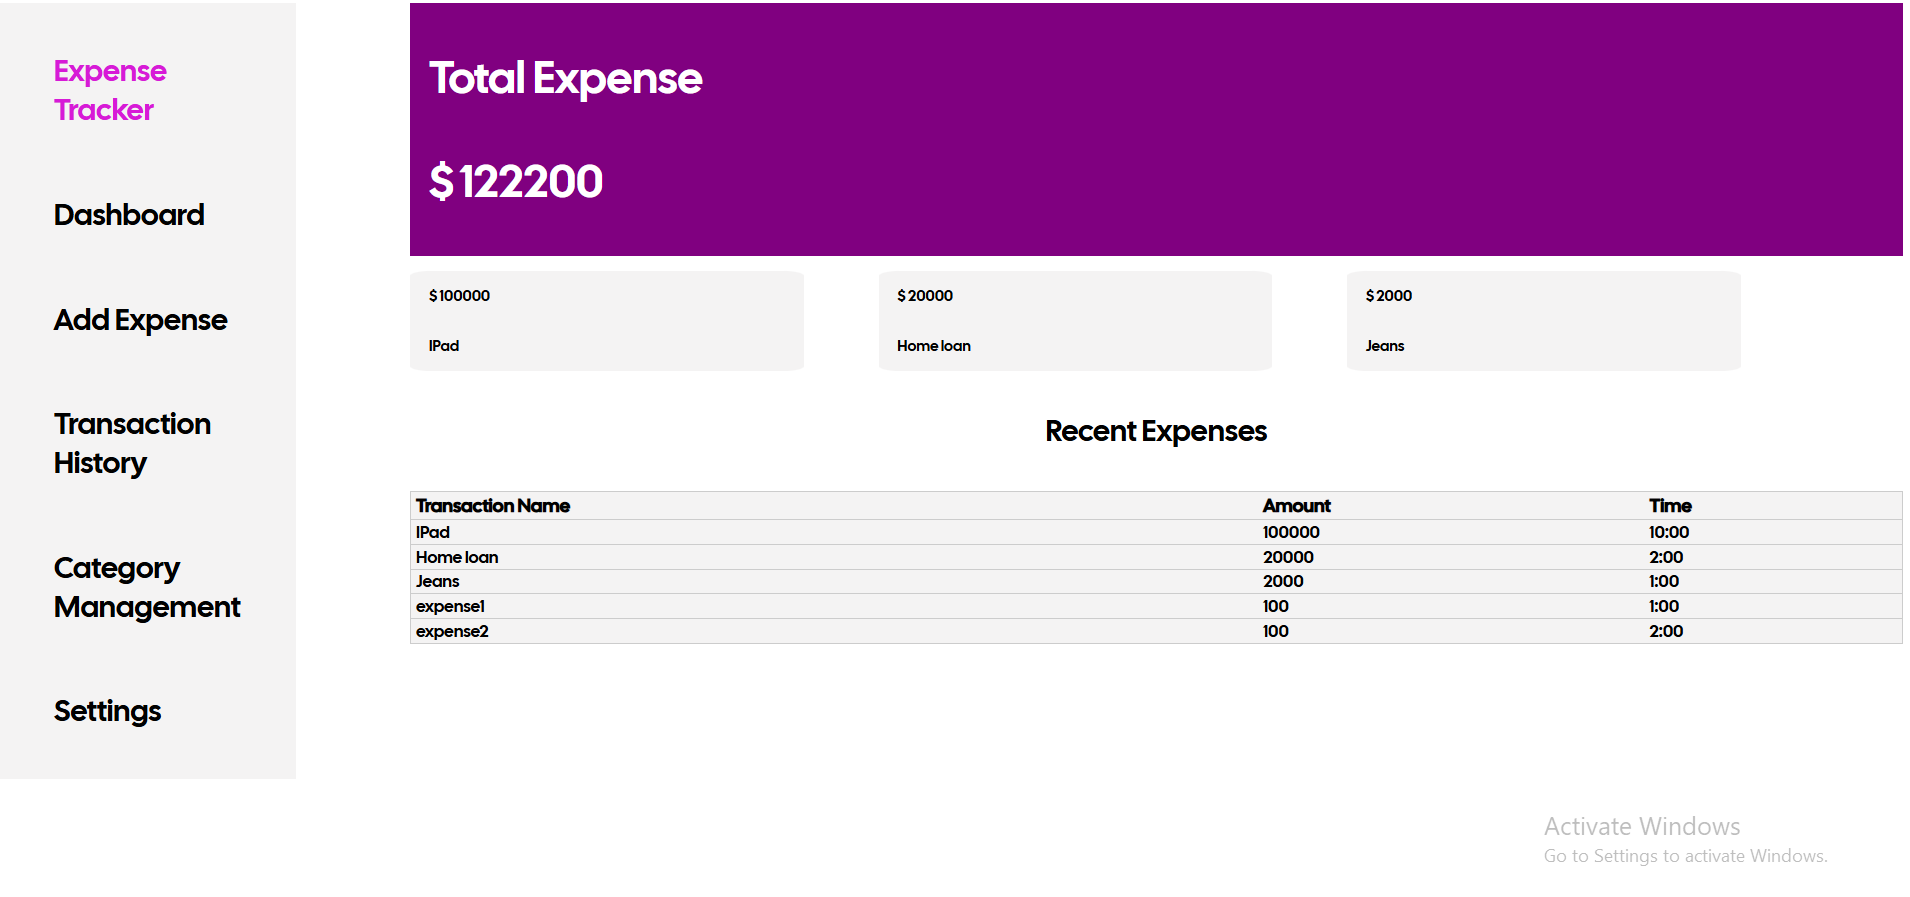 Expense
Tracker
Dashboard
Add Expense
Transaction
History
Category
Management
Settings
Total Expense
$ 122200
$ 100000
IPad
$ 20000
Home loan
$ 2000
Jeans
Recent Expenses
Transaction Name Amount Time
IPad 100000 10:00
Home loan 20000 2:00
Jeans 2000 1:00
expense1 100 1:00
expense2 100 2:00
Activate Windows
Go to Settings to activate Windows.